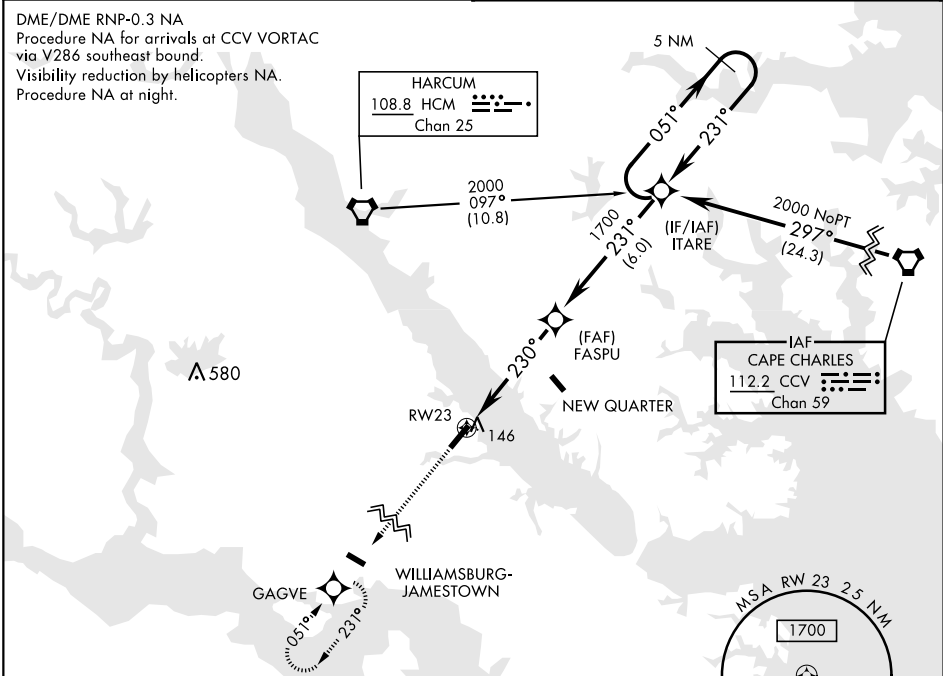 DME/DME RNP-0.3 NA
Procedure NA for arrivals at CCV VORTAC
via V286 southeast bound.
Visibility reduction by helicopters NA.
Procedure NA at night.
5 NM
HARCUM
108.8 HCM
Chan 25
051°
231°
2000
097°
(10.8)
(IF/IAF)
ITARE
2000 NoPT
297°
(24.3)
1700
231°
(6.0)
(FAF)
FASPU
IAF
CAPE CHARLES
112.2 CCV
Chan 59
230°
580
NEW QUARTER
RW23
146
WILLIAMSBURG-
JAMESTOWN
GAGVE
051°
231°
MSA RW 23 25 NM
1700